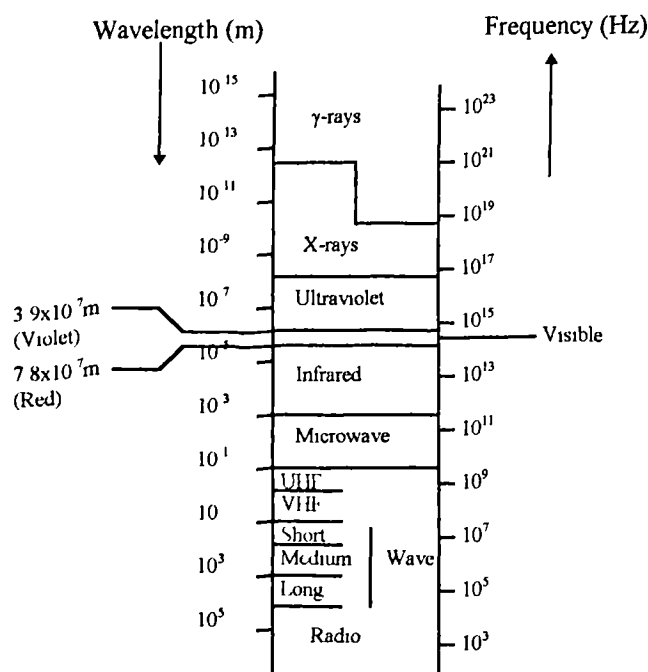 Wavelength (m)
Frequency (Hz)
10 15
10 13
10 11
10-9
10 7
10 5
10 3
10 1
10
103
105
3 9x10 7m
(Violet)
7 8x10 7m
(Red)
γ-rays
X-rays
Ultraviolet
Infrared
Microwave
UHF
VHF
Short
Medium
Long
Wave
Radio
10²³
10²¹
10¹⁹
10¹⁷
10¹⁵
Visible
10¹³
10¹¹
10⁹
10⁷
10⁵
10³